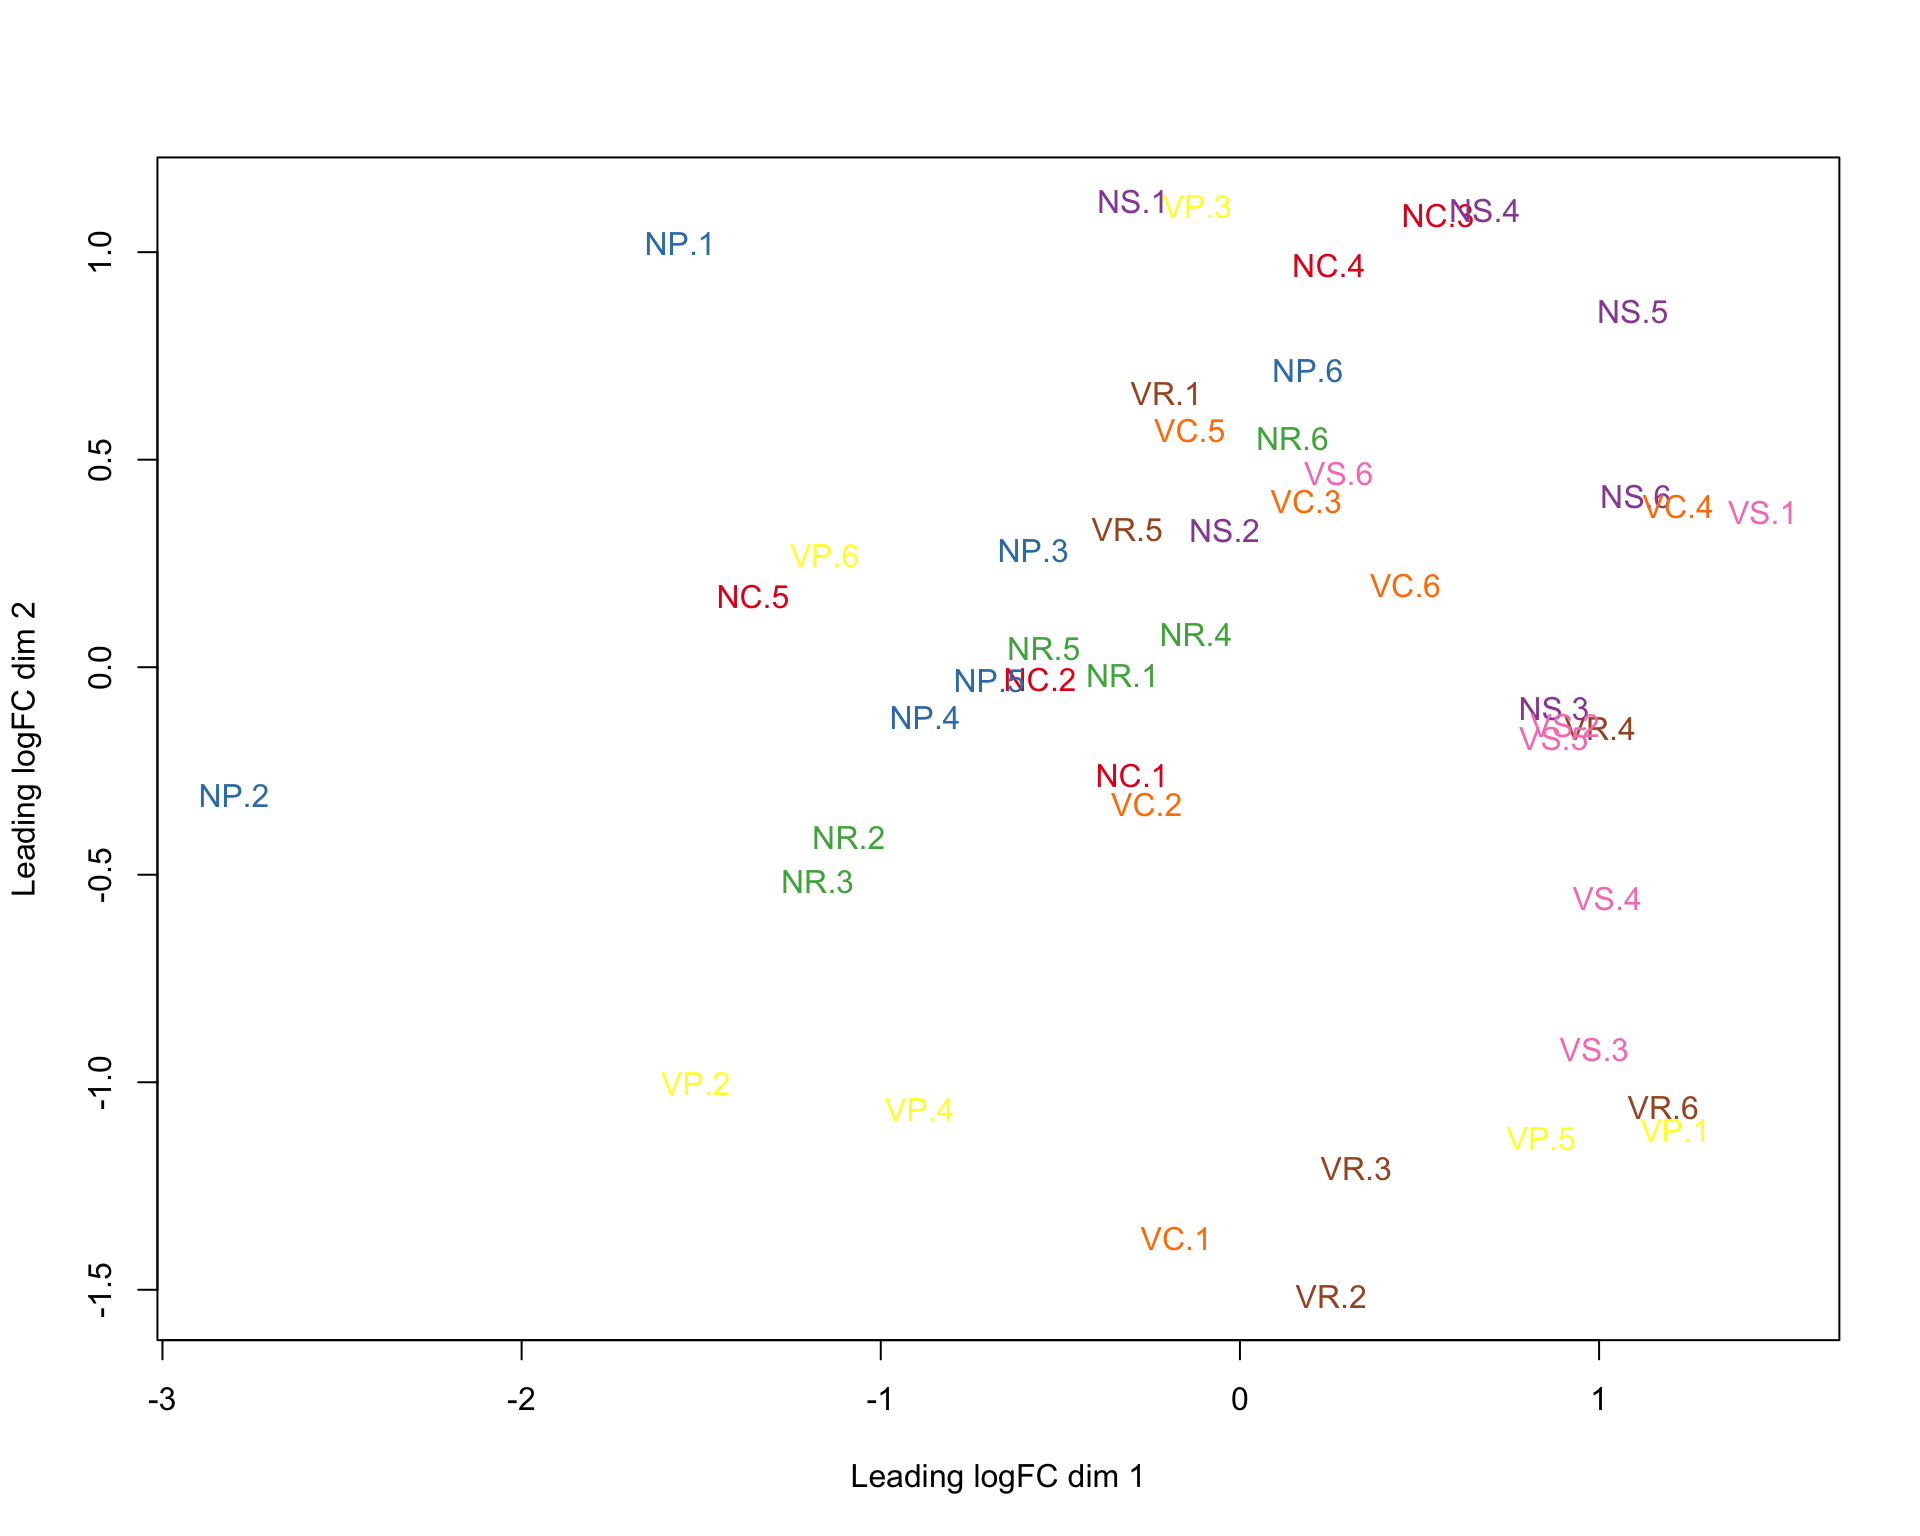 NS.1 VP.3
NC.3 NS.4
NP.1
NC.4
NS.5
NP.6
VR.1
VC.5
NR.6
VS.6
NS.6 VC.4 VS.1
VC.3
VR.5 NS.2
NP.3
VP.6
VC.6
NC.5
NR.4
NR.5
NP.5 NC.2 NR.1
NP.4
NS.3
VS.2 VR.4
VS.5
NC.1
NP.2
VC.2
NR.2
NR.3
VS.4
VS.3
VP.2
VP.4
VR.6
VP.5 VP.1
VR.3
VC.1
VR.2
1.0
0.5
0.0
-0.5
-1.0
-1.5
Leading logFC dim 2
-3 -2 -1 0 1
Leading logFC dim 1